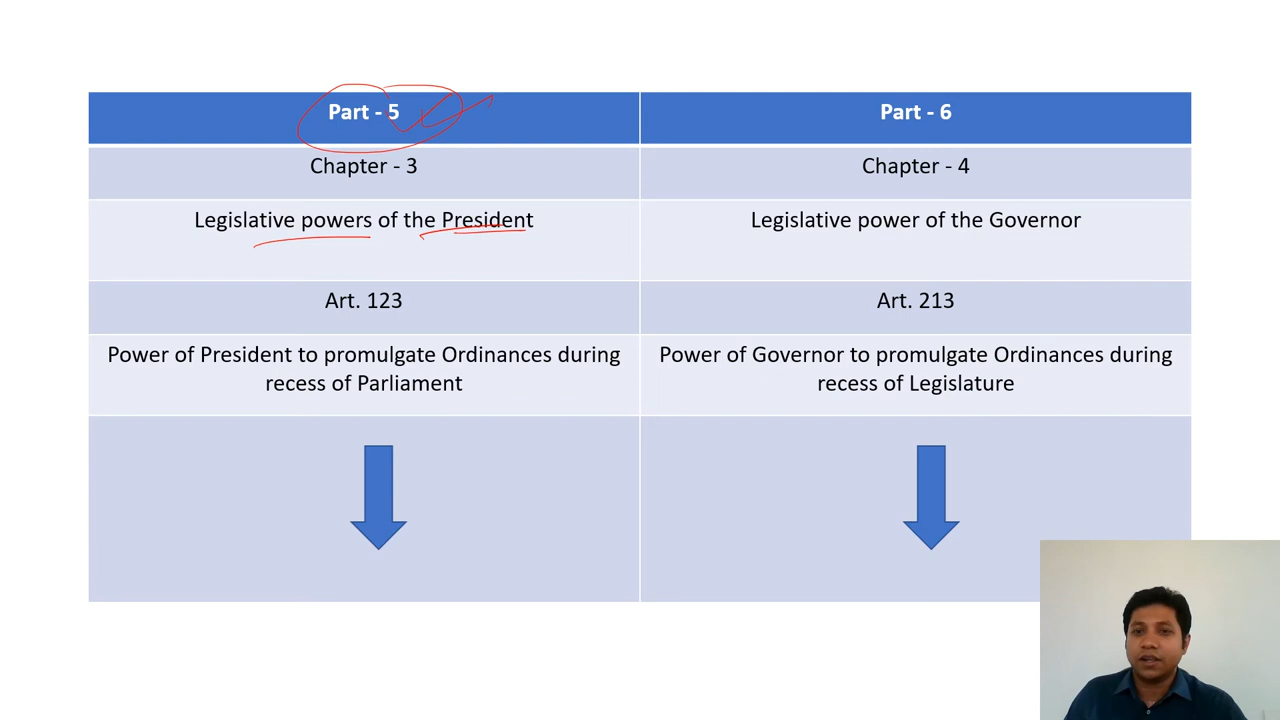 Part - 5
Part - 6
Chapter - 3
Chapter - 4
Legislative powers of the President
Legislative power of the Governor
Art. 123
Art. 213
Power of President to promulgate Ordinances during
recess of Parliament
Power of Governor to promulgate Ordinances during
recess of Legislature